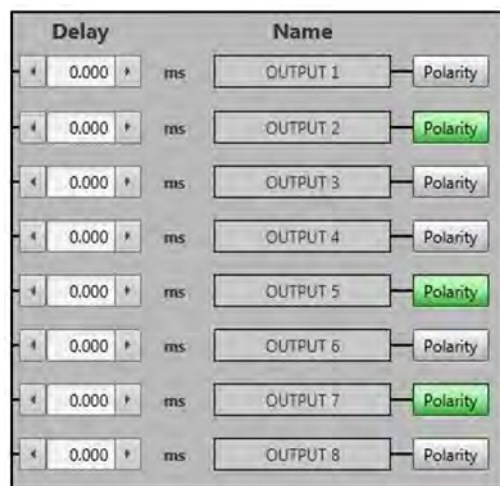 Delay Name
0.000 ms OUTPUT 1 Polarity
0.000 ms OUTPUT 2 Polarity
0.000 ms OUTPUT 3 Polarity
0.000 ms OUTPUT 4 Polarity
0.000 ms OUTPUT 5 Polarity
0.000 ms OUTPUT 6 Polarity
0.000 ms OUTPUT 7 Polarity
0.000 ms OUTPUT 8 Polarity